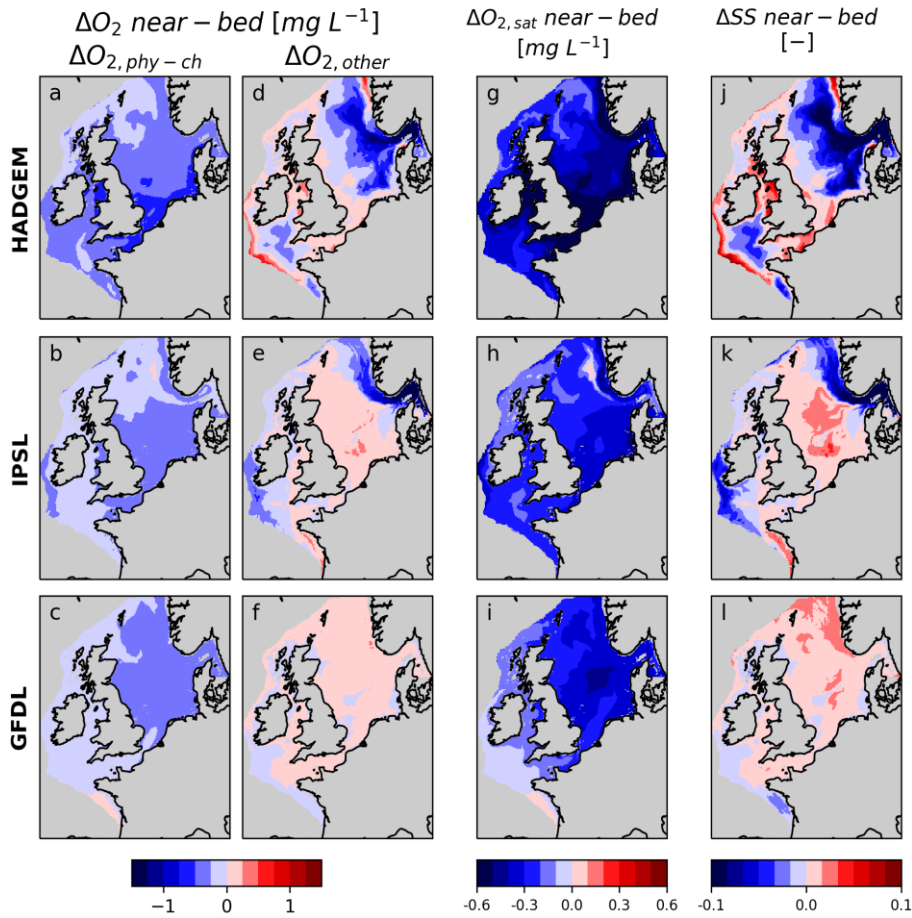 ΔO₂ near – bed [mg L⁻¹]
ΔO₂,phy – ch
ΔO₂,other
ΔO₂,sat near – bed
[mg L⁻¹]
ΔSS near – bed
[–]
HADGEM
a
d
g
j
IPSL
b
e
h
k
GFDL
c
f
i
l
−1 0 1
-0.6 -0.3 0.0 0.3 0.6
-0.1 0.0 0.1